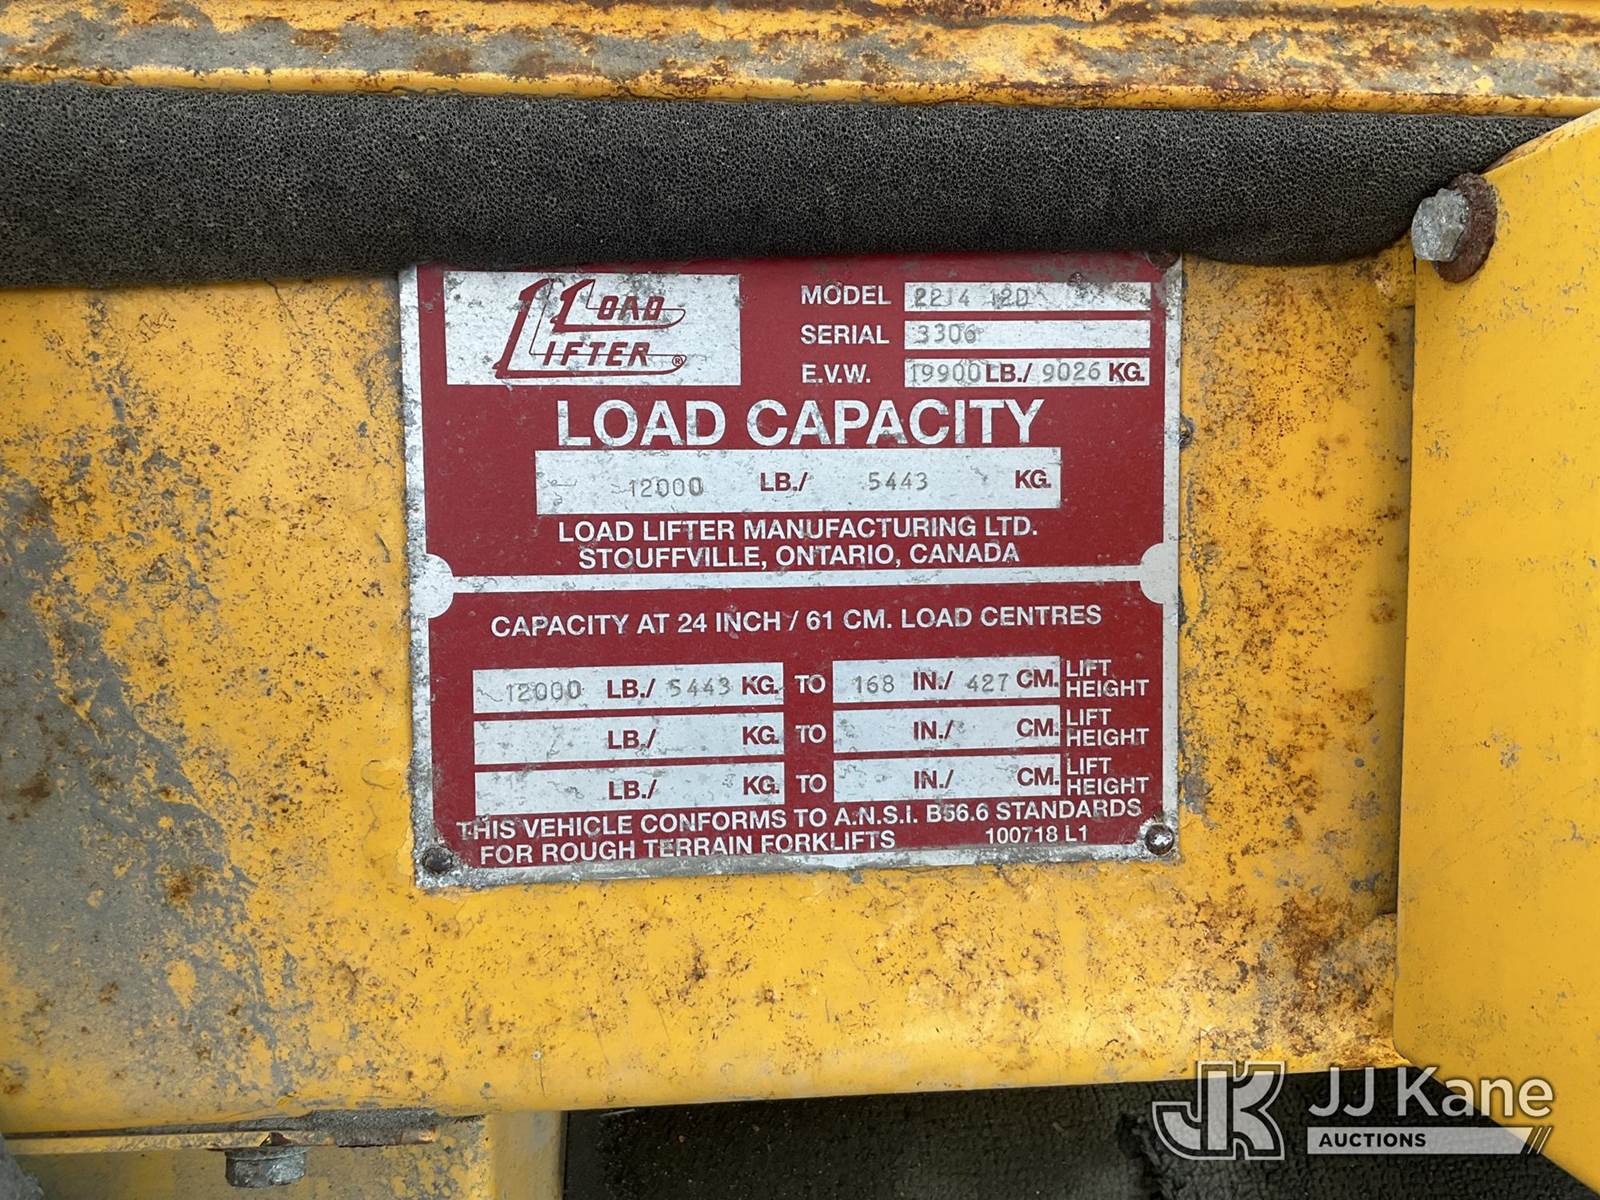 LOAD
LIFTER ®
MODEL 2214 12D
SERIAL 3306
E.V.W. 19900 LB./ 9026 KG.
LOAD CAPACITY
12000 LB./ 5443 KG.
LOAD LIFTER MANUFACTURING LTD.
STOUFFVILLE, ONTARIO, CANADA
CAPACITY AT 24 INCH / 61 CM. LOAD CENTRES
12000 LB./ 5443 KG. TO 168 IN./ 427 CM. LIFT HEIGHT
LB./ KG. TO IN./ CM. LIFT HEIGHT
LB./ KG. TO IN./ CM. LIFT HEIGHT
THIS VEHICLE CONFORMS TO A.N.S.I. B56.6 STANDARDS
FOR ROUGH TERRAIN FORKLIFTS 100718 L1
JK JJ Kane
AUCTIONS